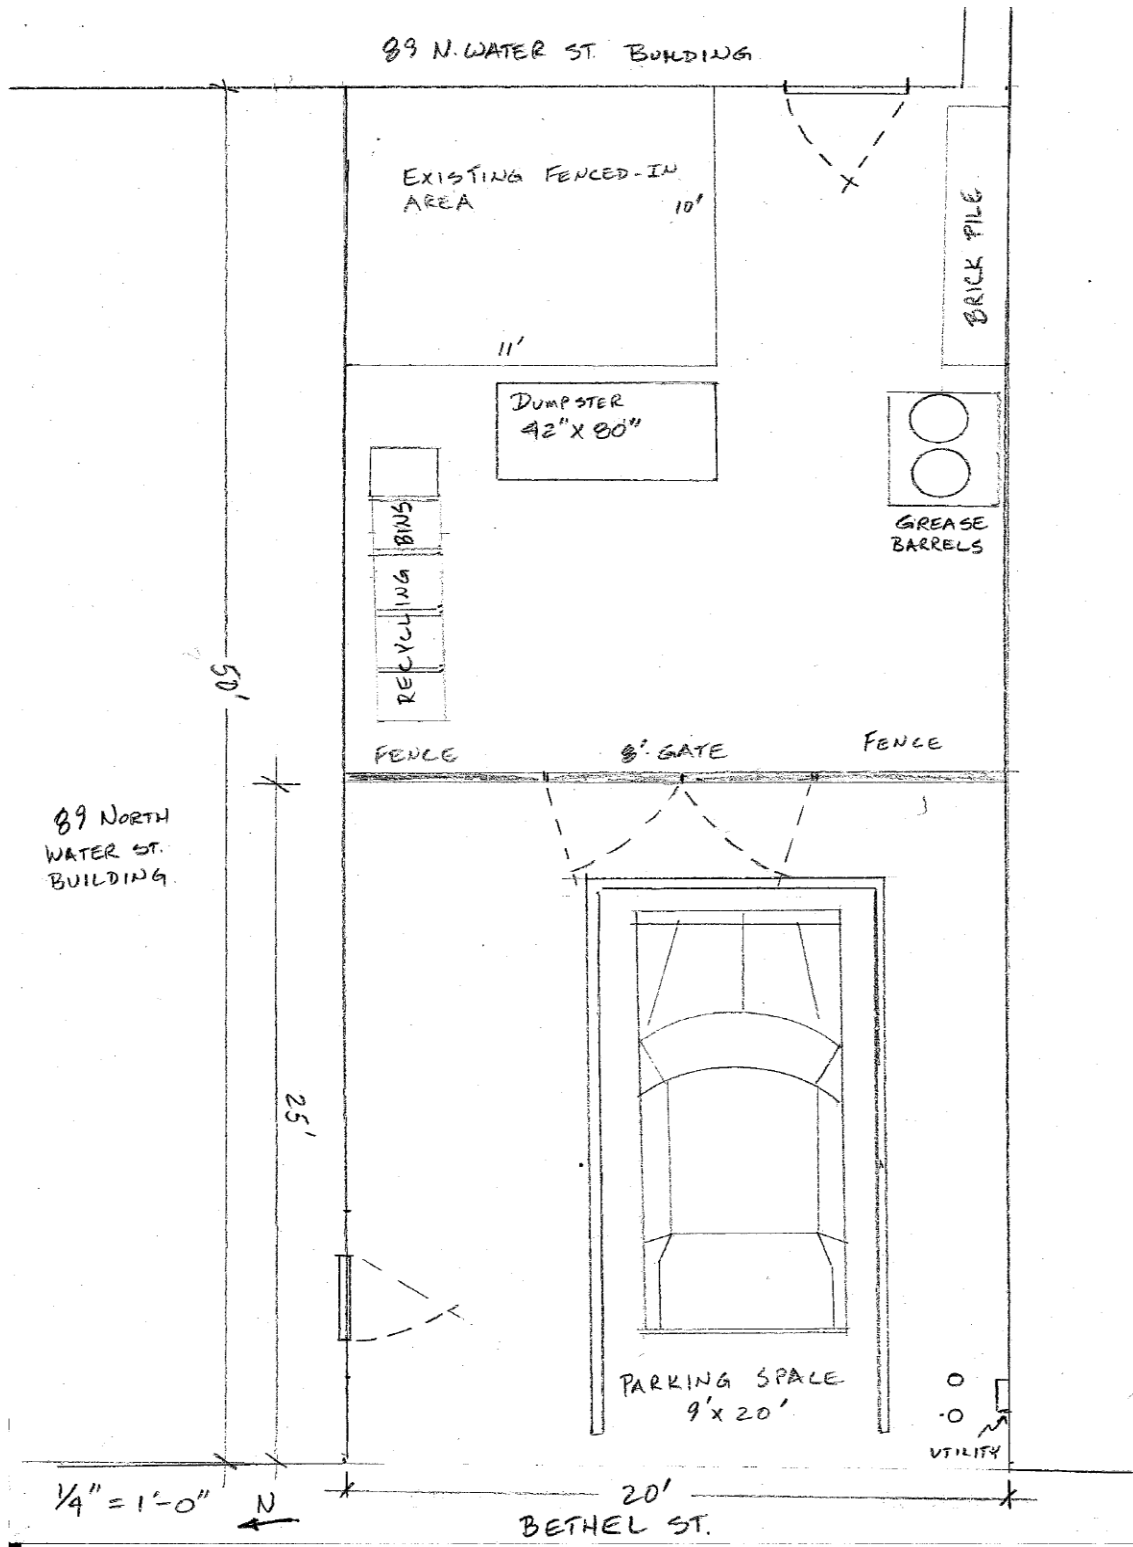 89 N. WATER ST. BUILDING
EXISTING FENCED-IN
AREA
10'
11'
BRICK PILE
DUMPSTER
42" X 80"
GREASE
BARRELS
RECYCLING BINS
50'
FENCE
8' GATE
FENCE
89 NORTH
WATER ST.
BUILDING
25'
PARKING SPACE
9' X 20'
UTILITY
1/4" = 1'-0"
N
20'
BETHEL ST.